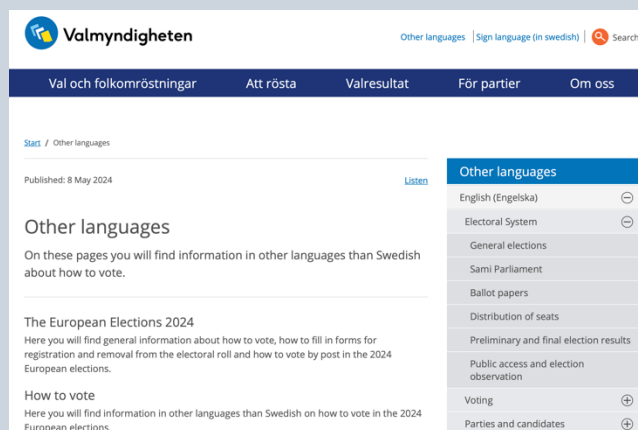 Valmyndigheten
Other languages | Sign language (in swedish) | Search
Val och folkomröstningar Att rösta Valresultat För partier Om oss
Start / Other languages
Published: 8 May 2024 Listen
Other languages
On these pages you will find information in other languages than Swedish
about how to vote.
The European Elections 2024
Here you will find general information about how to vote, how to fill in forms for
registration and removal from the electoral roll and how to vote by post in the 2024
European elections.
How to vote
Here you will find information in other languages than Swedish on how to vote in the 2024
European elections.
Other languages
English (Engelska)
Electoral System
General elections
Sami Parliament
Ballot papers
Distribution of seats
Preliminary and final election results
Public access and election
observation
Voting
Parties and candidates